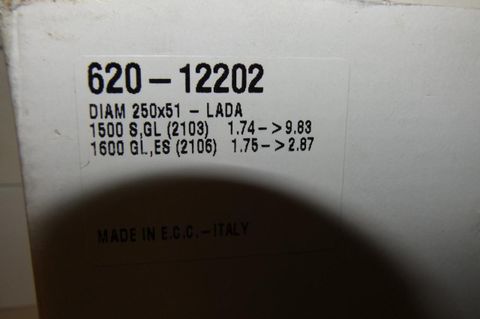 620-12202
DIAM 250x51 - LADA
1500 S,GL (2103) 1.74->9.83
1600 GL,ES (2106) 1.75->2.87
MADE IN E.C.C.-ITALY